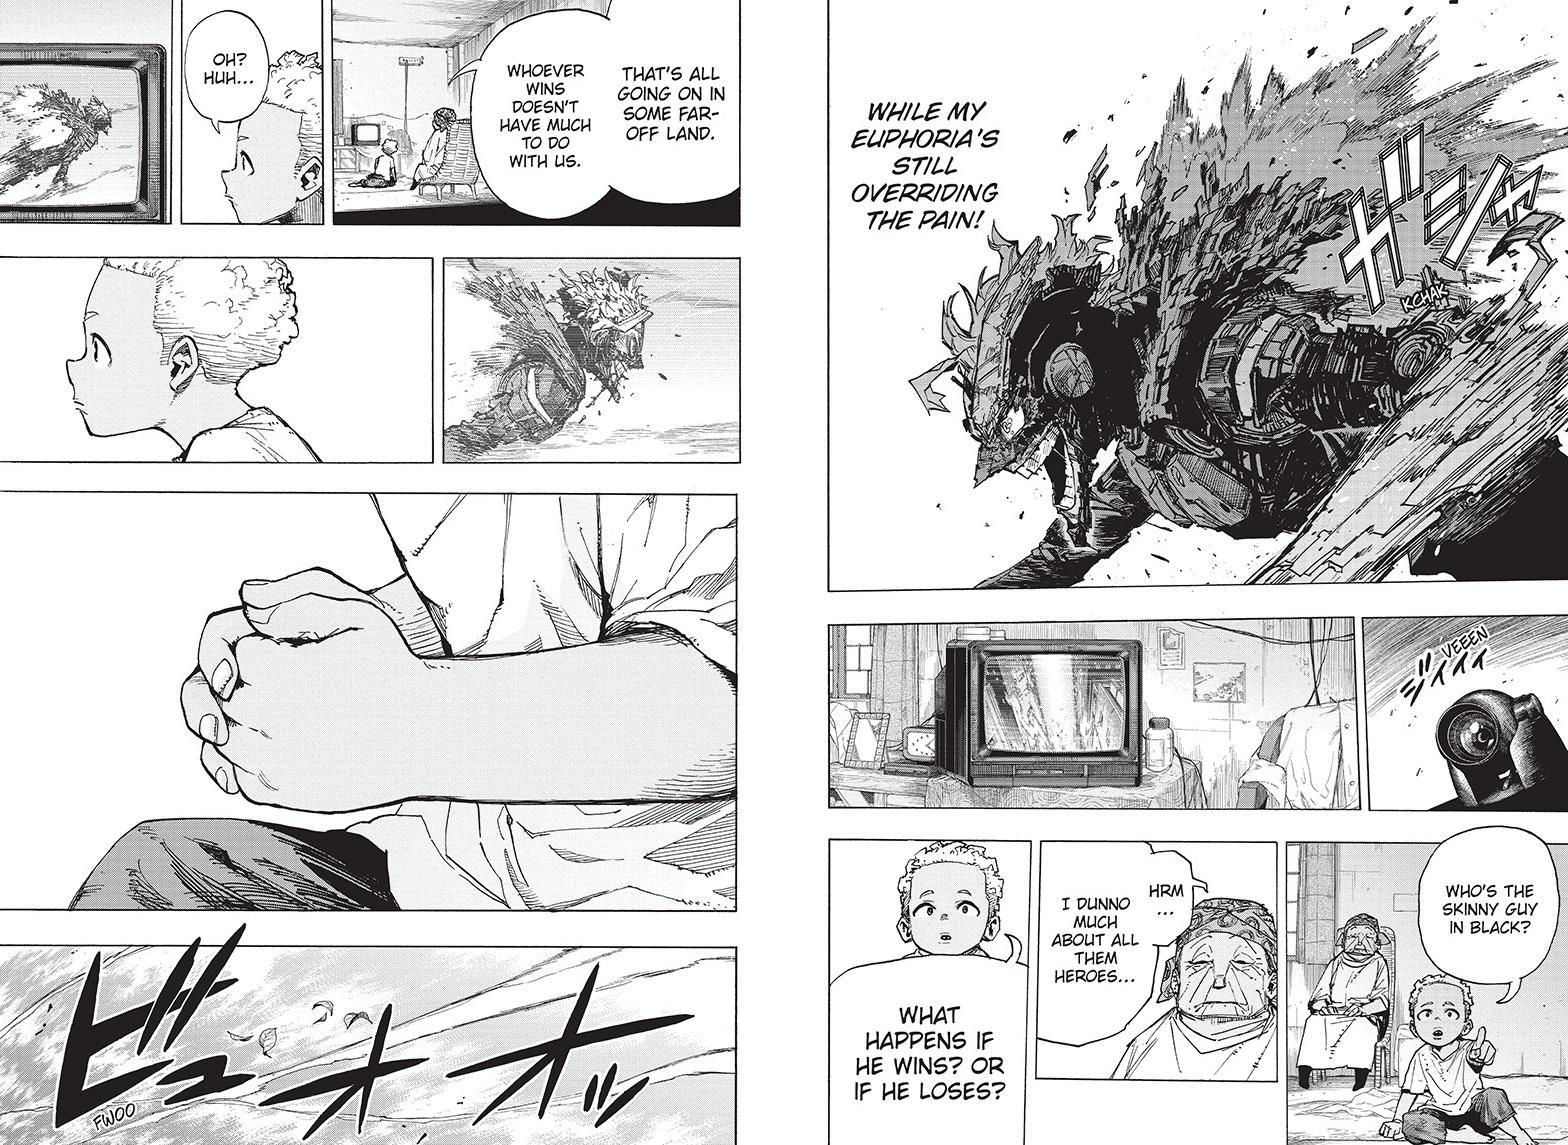 WHILE MY
EUPHORIA'S
STILL
OVERRIDING
THE PAIN!
ガシャ
KCHAK
VEEEN
ジイイイ
WHO'S THE
SKINNY GUY
IN BLACK?
HRM
...
I DUNNO
MUCH
ABOUT ALL
THEM
HEROES...
WHAT
HAPPENS IF
HE WINS? OR
IF HE LOSES?
THAT'S ALL
GOING ON IN
SOME FAR-
OFF LAND.
WHOEVER
WINS
DOESN'T
HAVE MUCH
TO DO
WITH US.
OH?
HUH...
ビュオオッ
FWOO